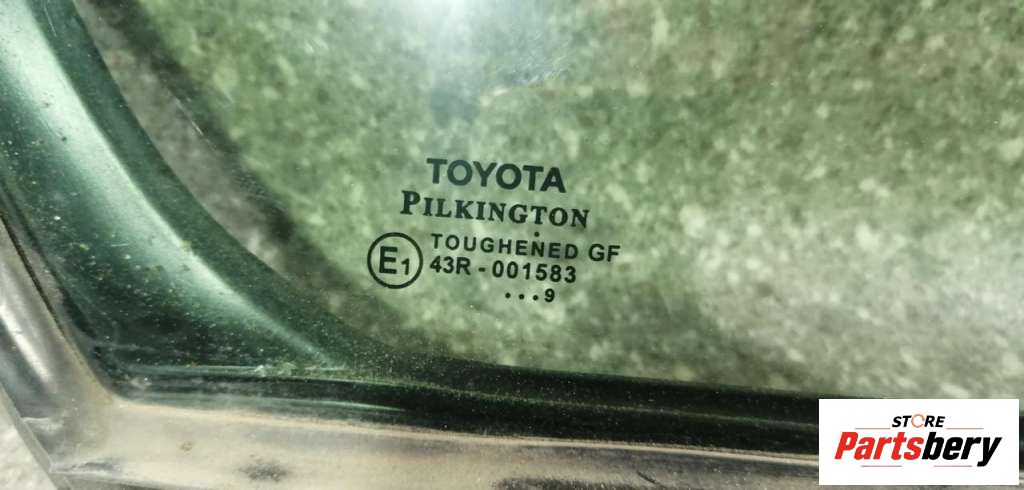 TOYOTA
PILKINGTON
TOUGHENED GF
E1 43R - 001583
...9
STORE
Partsbery